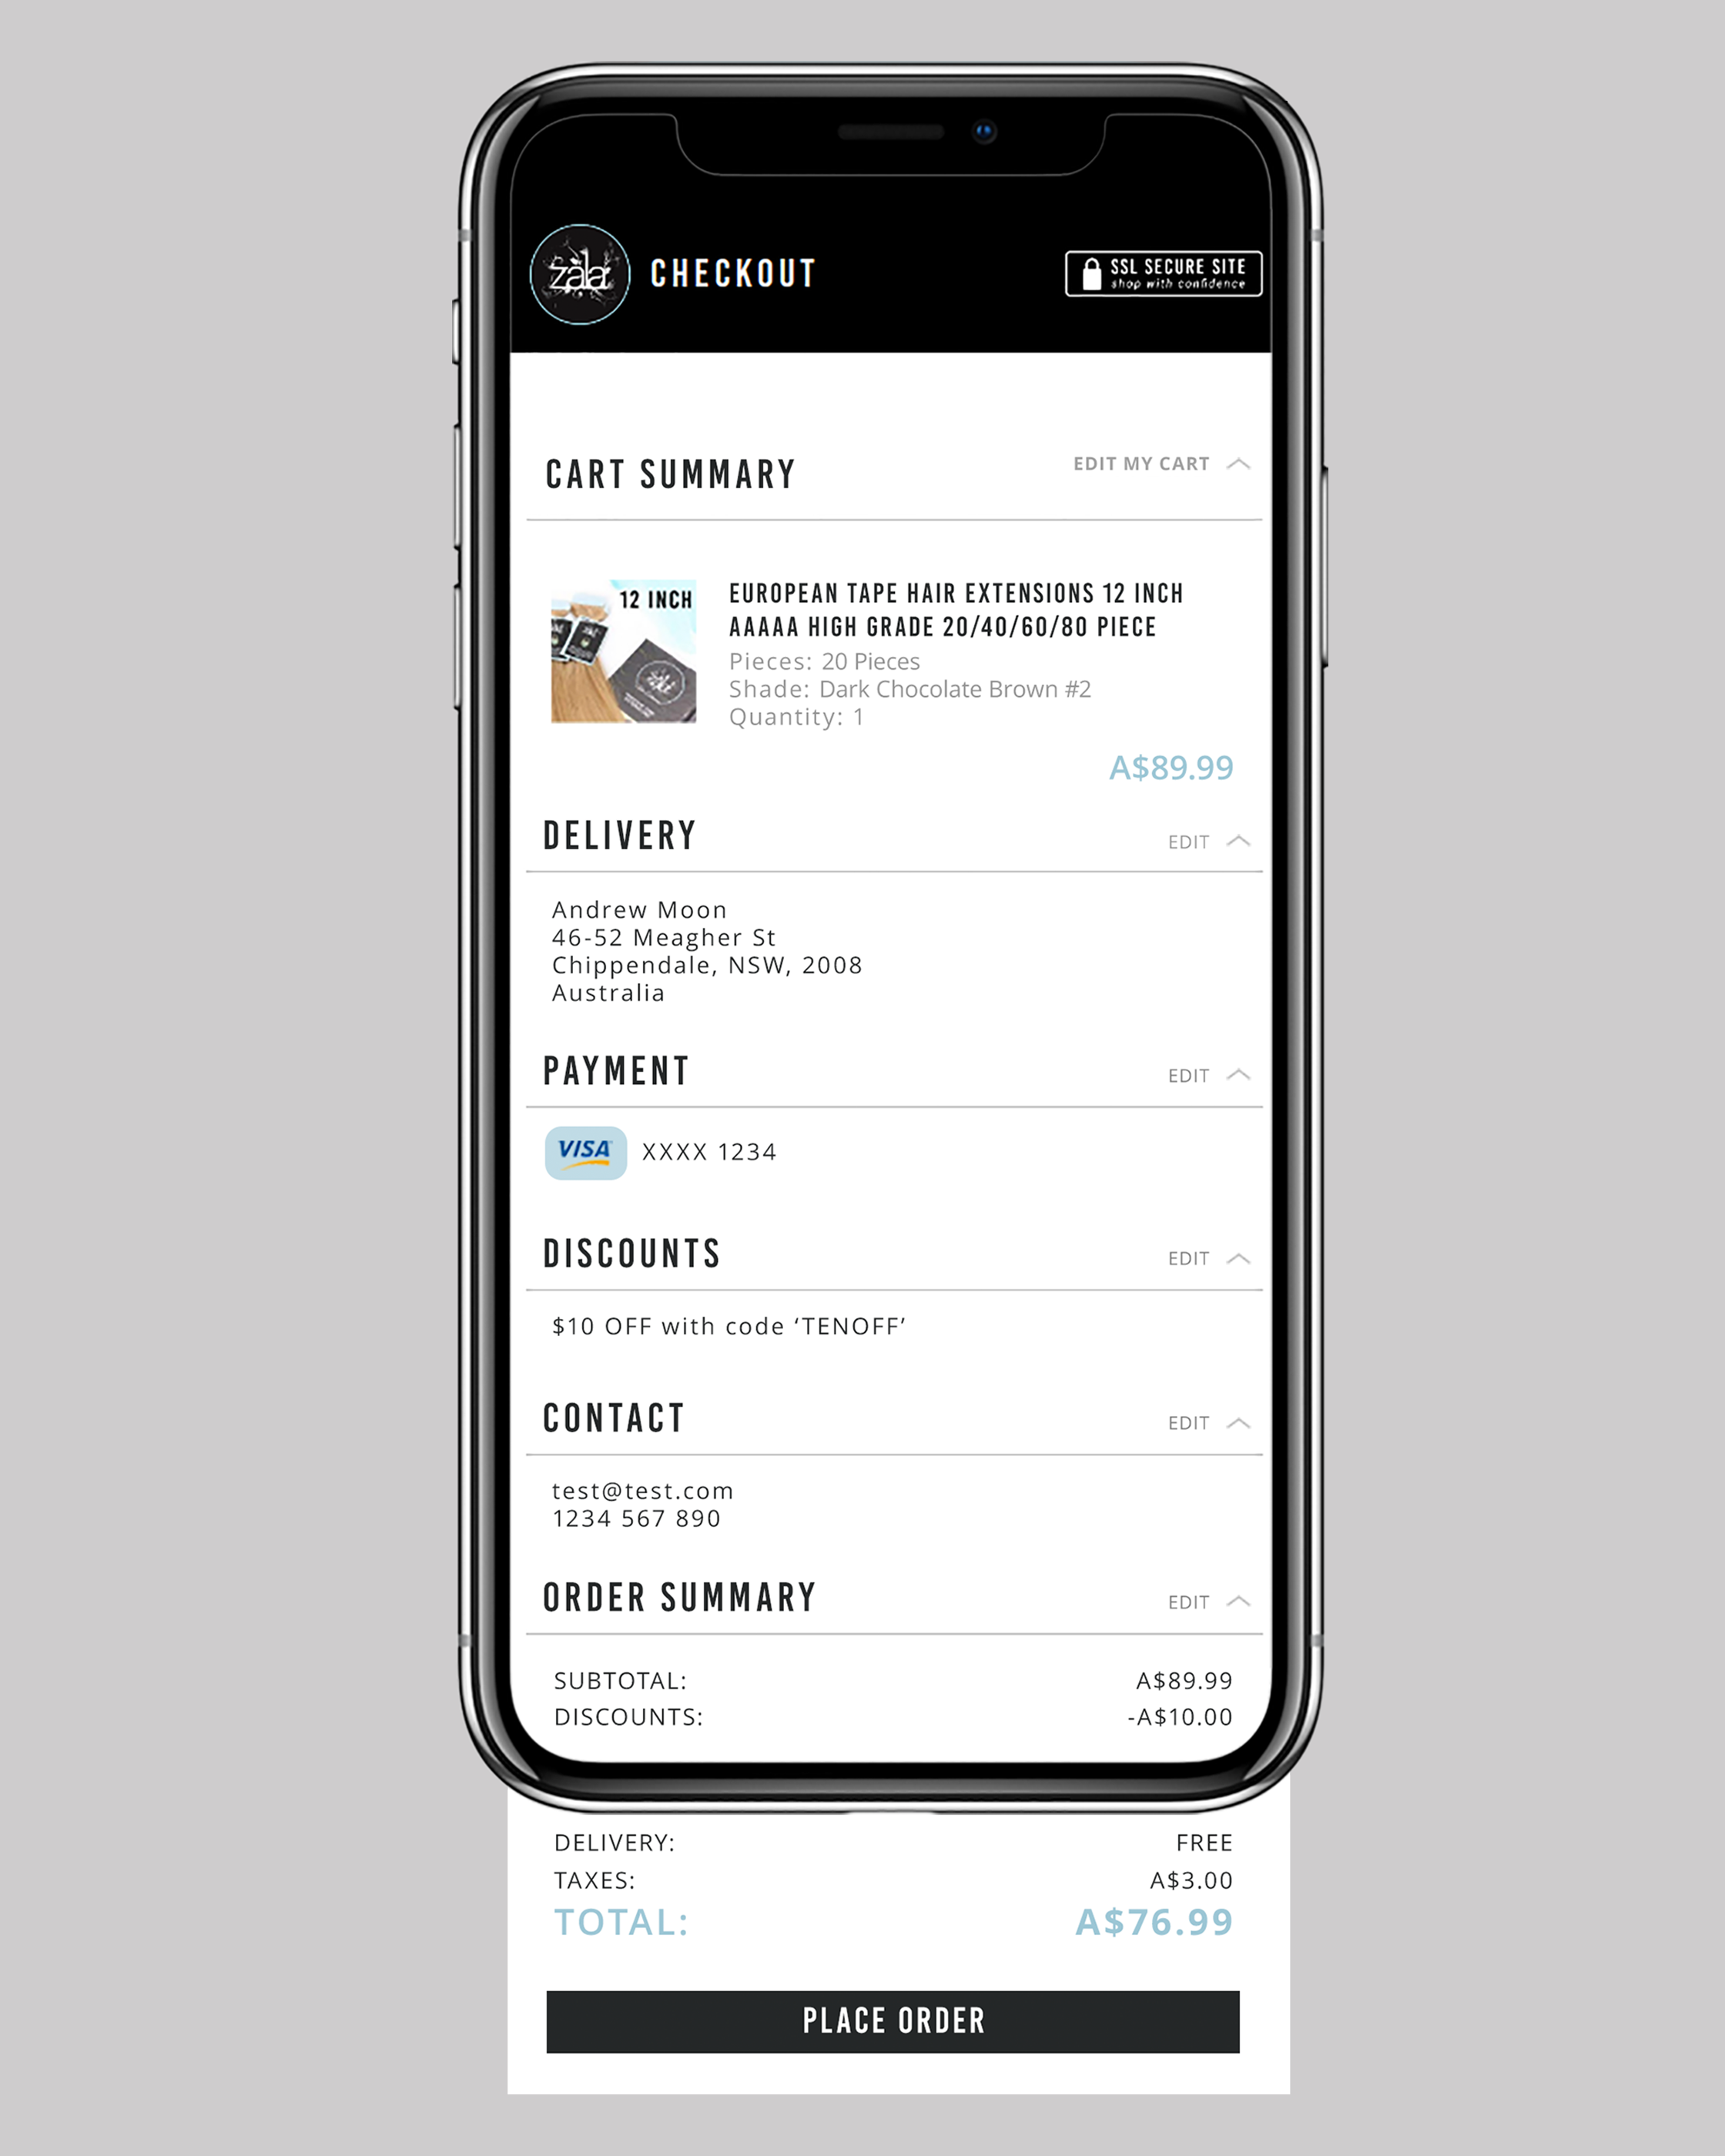 zala
CHECKOUT
SSL SECURE SITE
shop with confidence
CART SUMMARY
EDIT MY CART
12 INCH
EUROPEAN TAPE HAIR EXTENSIONS 12 INCH
AAAAA HIGH GRADE 20/40/60/80 PIECE
Pieces: 20 Pieces
Shade: Dark Chocolate Brown #2
Quantity: 1
A$89.99
DELIVERY
EDIT
Andrew Moon
46-52 Meagher St
Chippendale, NSW, 2008
Australia
PAYMENT
EDIT
VISA XXXX 1234
DISCOUNTS
EDIT
$10 OFF with code ‘TENOFF’
CONTACT
EDIT
test@test.com
1234 567 890
ORDER SUMMARY
EDIT
SUBTOTAL: A$89.99
DISCOUNTS: -A$10.00
DELIVERY: FREE
TAXES: A$3.00
TOTAL: A$76.99
PLACE ORDER